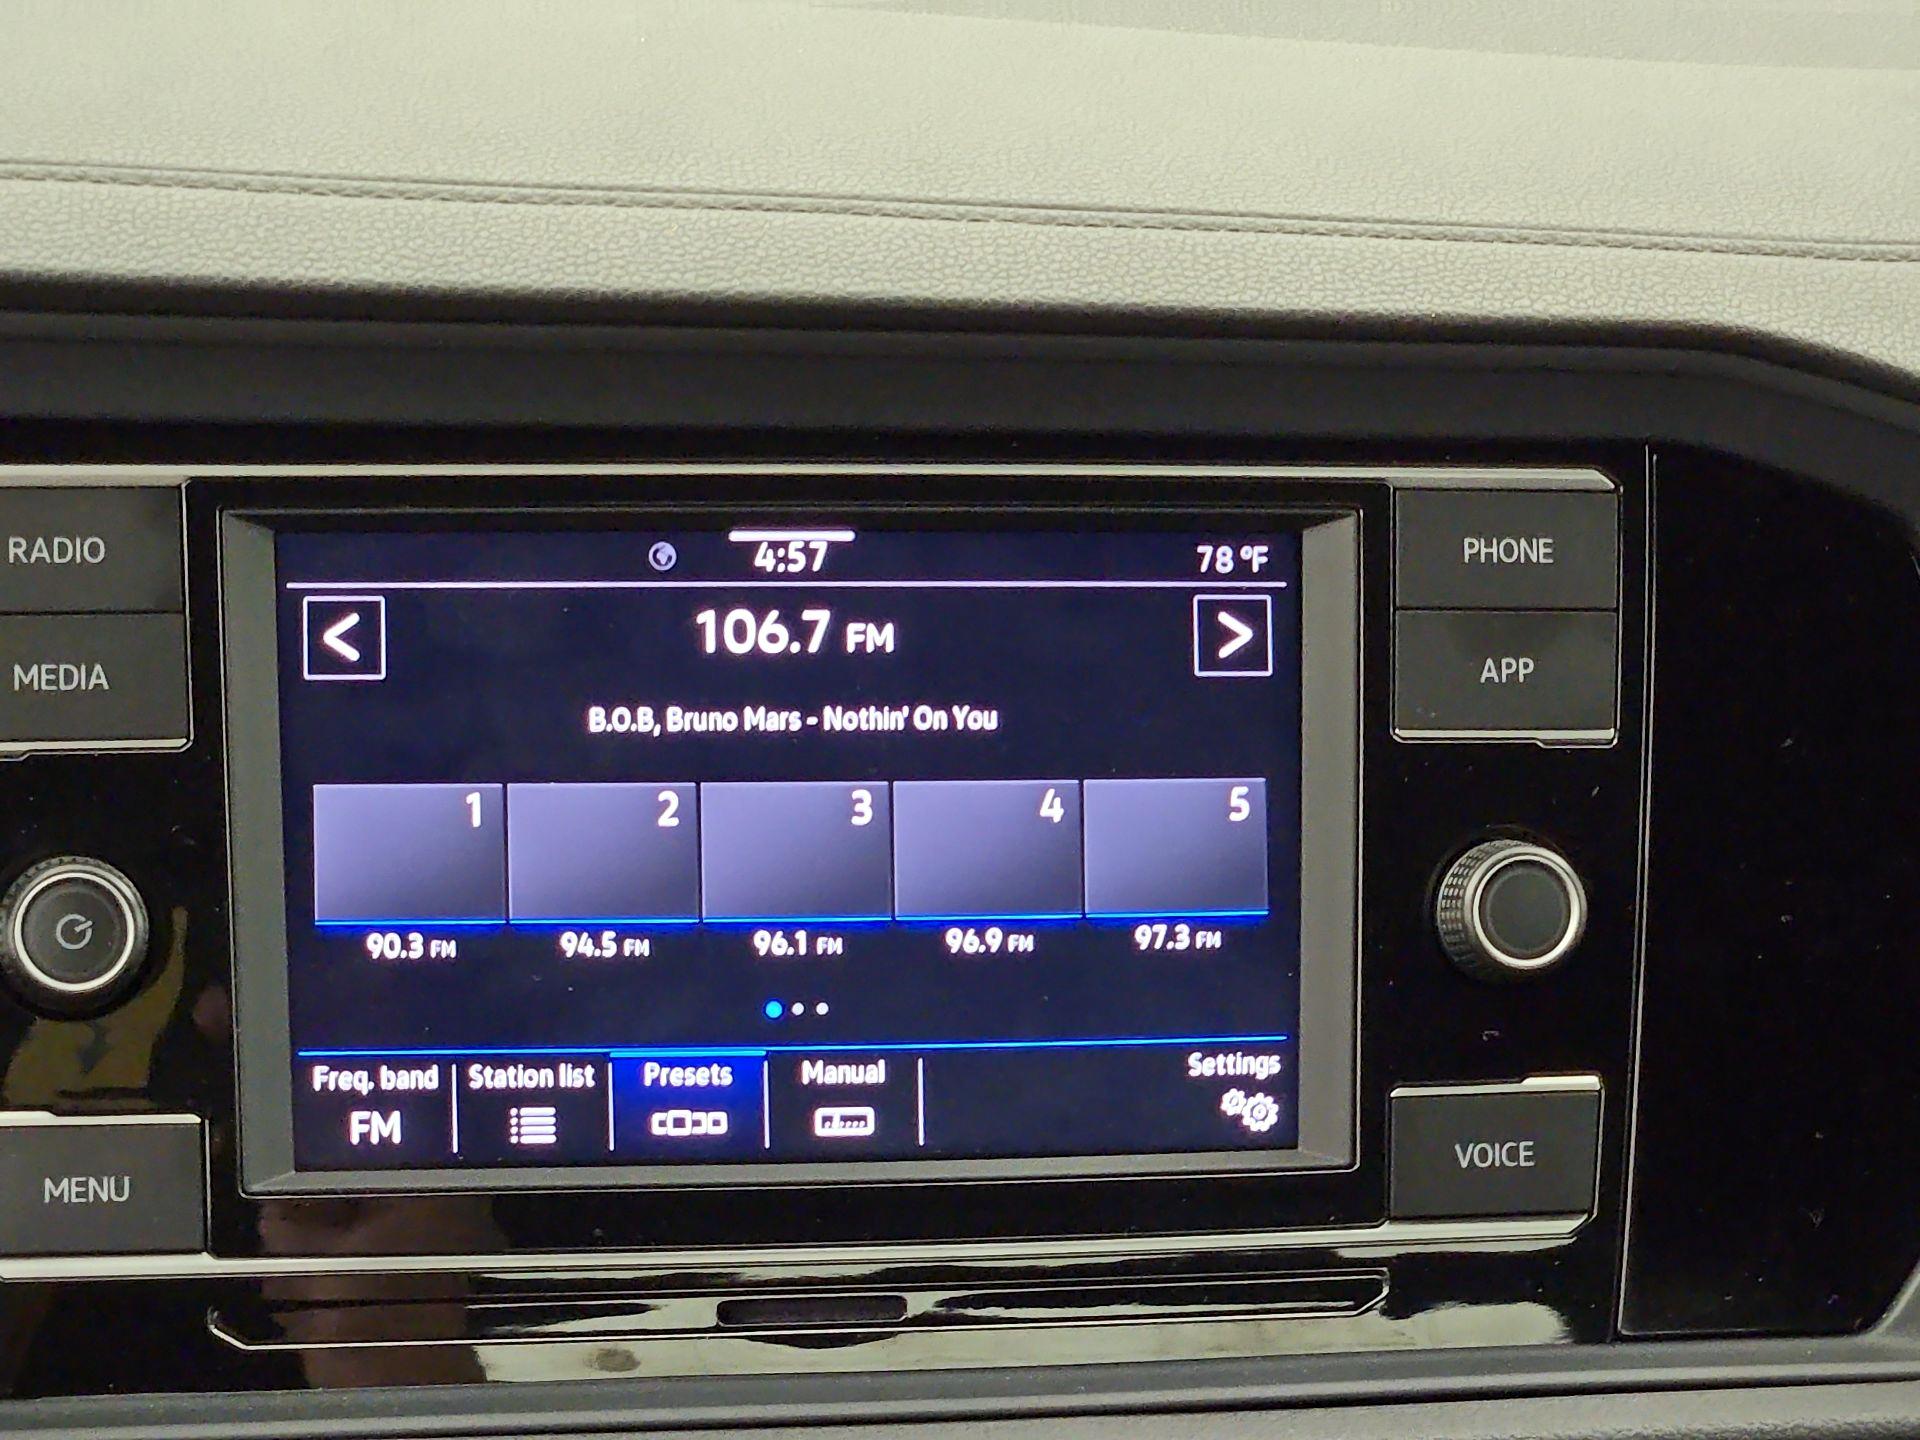 RADIO
MEDIA
MENU
4:57
78 °F
<
106.7 FM
>
B.O.B, Bruno Mars - Nothin' On You
1 2 3 4 5
90.3 FM 94.5 FM 96.1 FM 96.9 FM 97.3 FM
Freq. band Station list Presets Manual Settings
FM
PHONE
APP
VOICE